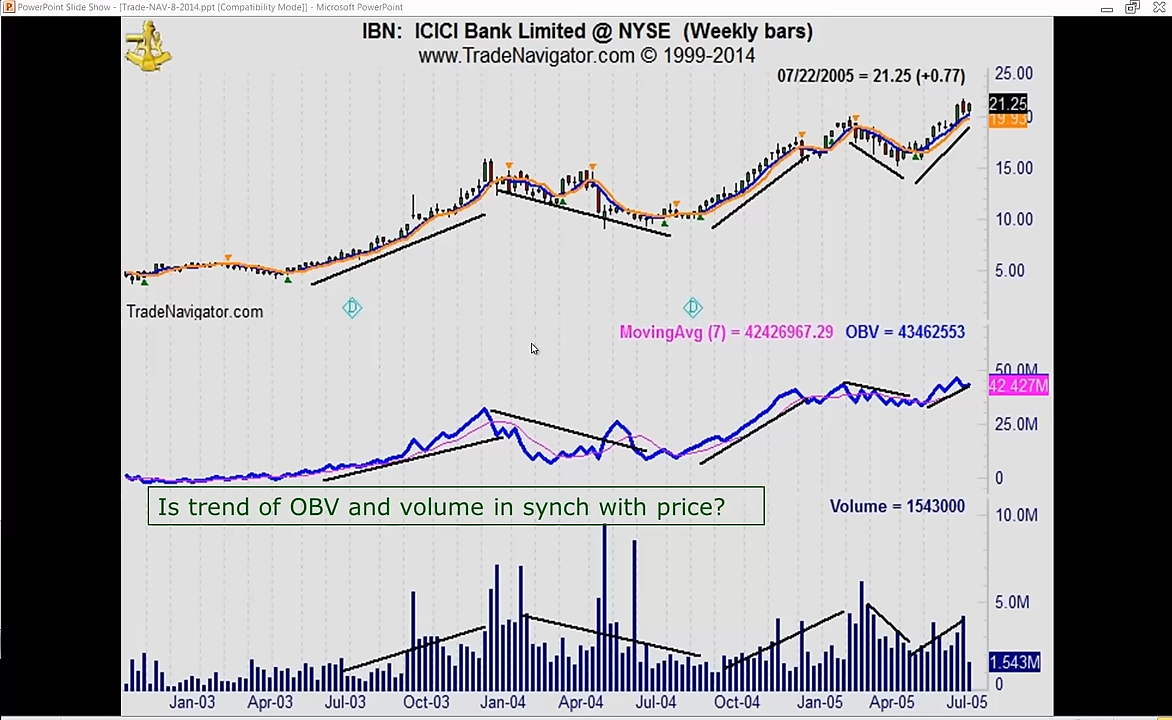 PowerPoint Slide Show - [Trade-NAV-8-2014.ppt [Compatibility Mode]] - Microsoft PowerPoint
IBN: ICICI Bank Limited @ NYSE (Weekly bars)
www.TradeNavigator.com © 1999-2014
07/22/2005 = 21.25 (+0.77)
25.00
21.25
19.93
15.00
10.00
5.00
D D
TradeNavigator.com
MovingAvg (7) = 42426967.29 OBV = 43462553
50.0M
42.427M
25.0M
0
Is trend of OBV and volume in synch with price?
Volume = 1543000
10.0M
5.0M
1.543M
0
Jan-03 Apr-03 Jul-03 Oct-03 Jan-04 Apr-04 Jul-04 Oct-04 Jan-05 Apr-05 Jul-05